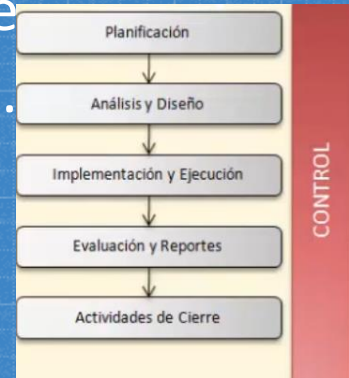 e
Planificación
.
Análisis y Diseño
Implementación y Ejecución
Evaluación y Reportes
Actividades de Cierre
CONTROL